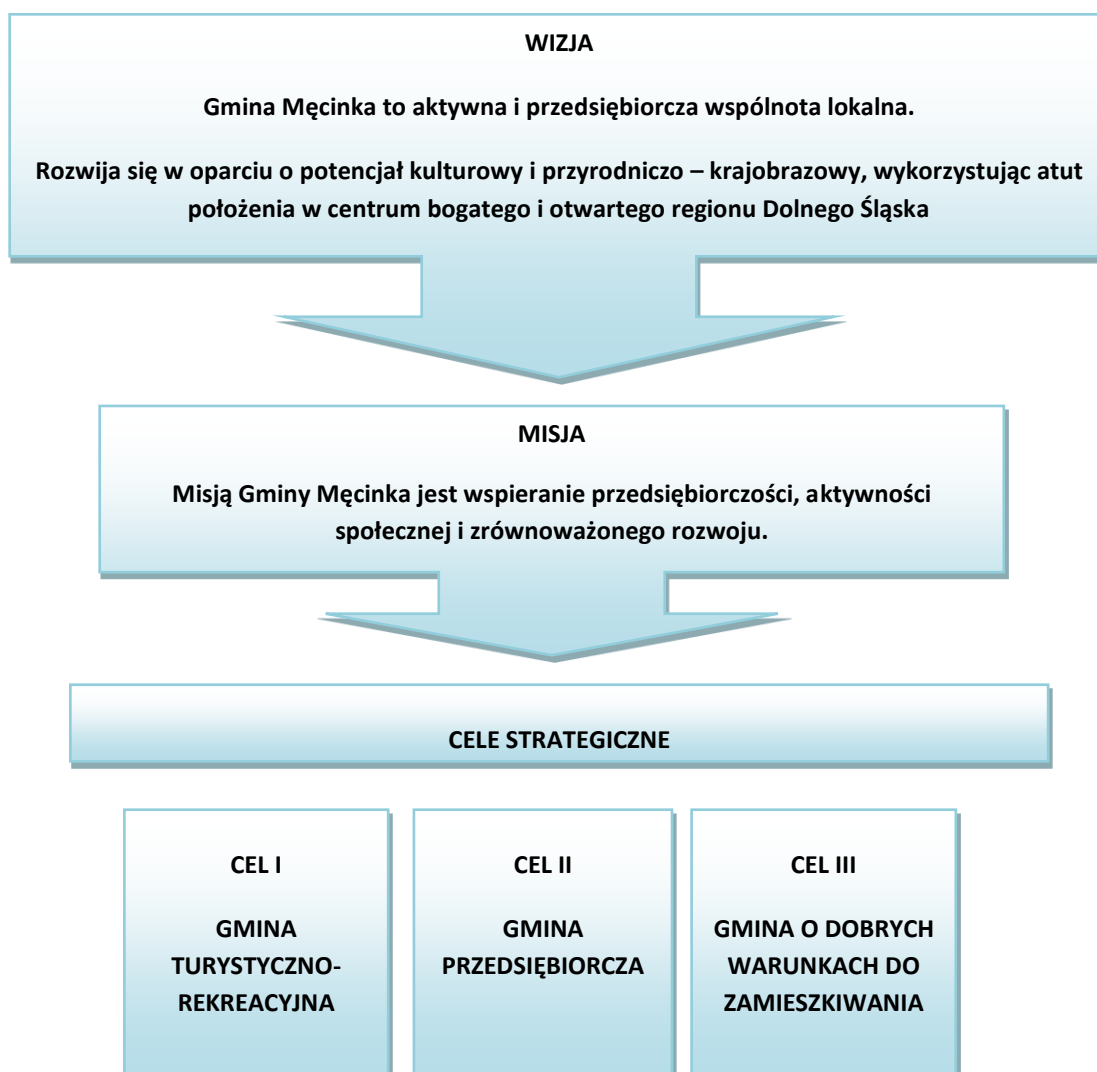 WIZJA
Gmina Męcinka to aktywna i przedsiębiorcza wspólnota lokalna.
Rozwija się w oparciu o potencjał kulturowy i przyrodniczo – krajobrazowy, wykorzystując atut
położenia w centrum bogatego i otwartego regionu Dolnego Śląska
MISJA
Misją Gminy Męcinka jest wspieranie przedsiębiorczości, aktywności
społecznej i zrównoważonego rozwoju.
CELE STRATEGICZNE
CEL I
GMINA
TURYSTYCZNO-
REKREACYJNA
CEL II
GMINA
PRZEDSIĘBIORCZA
CEL III
GMINA O DOBRYCH
WARUNKACH DO
ZAMIESZKIWANIA